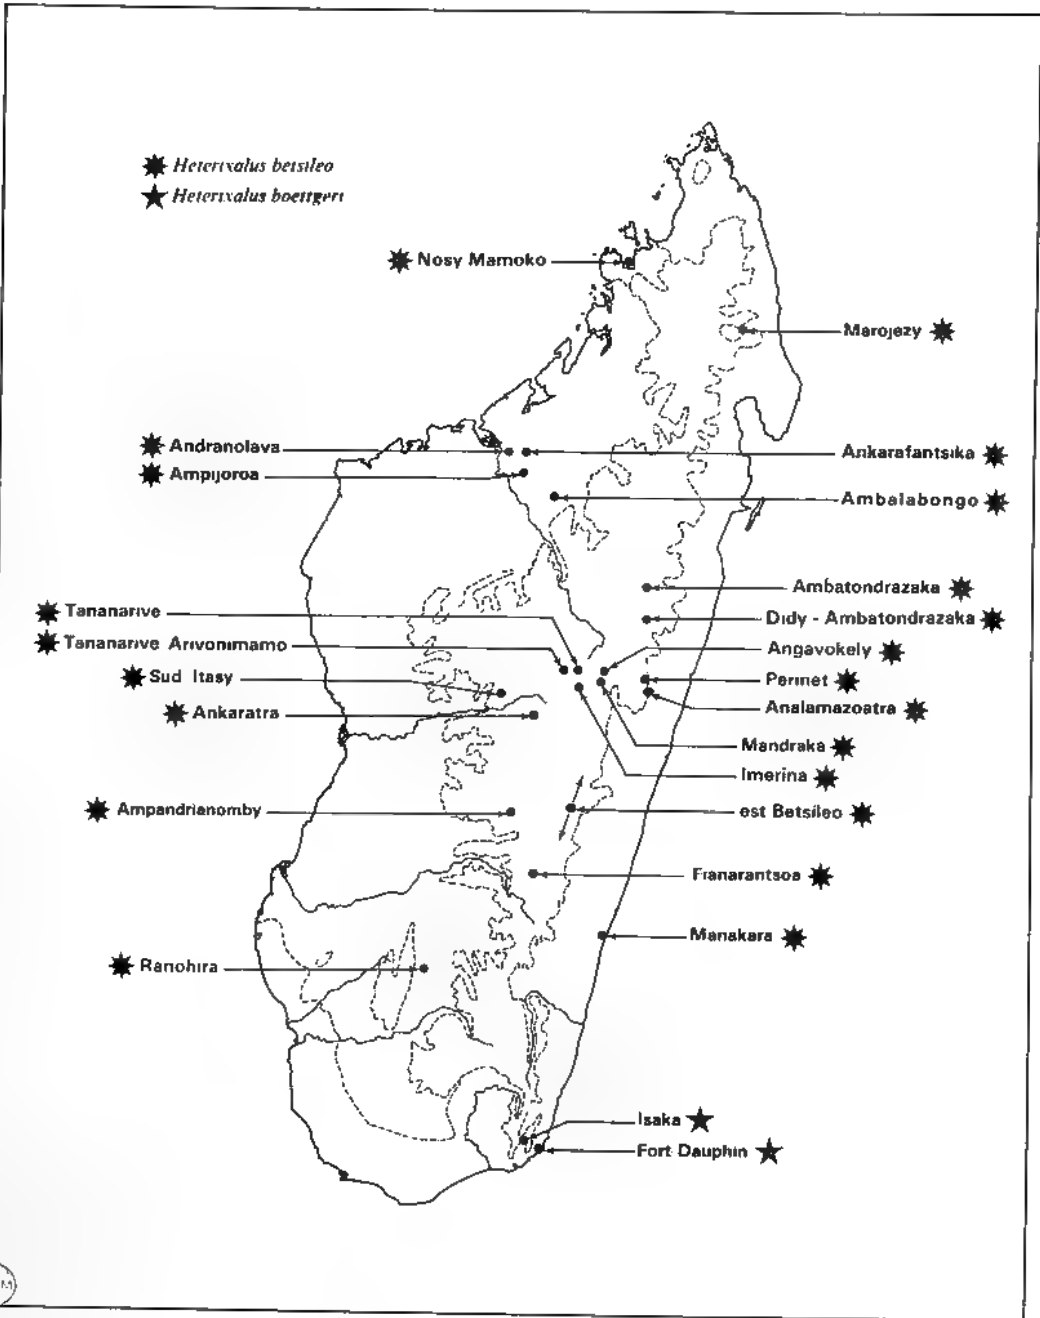 Heterixalus betsileo
Heterixalus boettgeri
Nosy Mamoko
Marojezy
Andranolava
Ankarafantsika
Ampijoroa
Ambalabongo
Ambatondrazaka
Tananarive
Didy - Ambatondrazaka
Tananarive Arivonimamo
Angavokely
Sud Itasy
Perinet
Ankaratra
Analamazoatra
Mandraka
Imerina
Ampandrianomby
est Betsileo
Fianarantsoa
Manakara
Ranohira
Isaka
Fort Dauphin
M